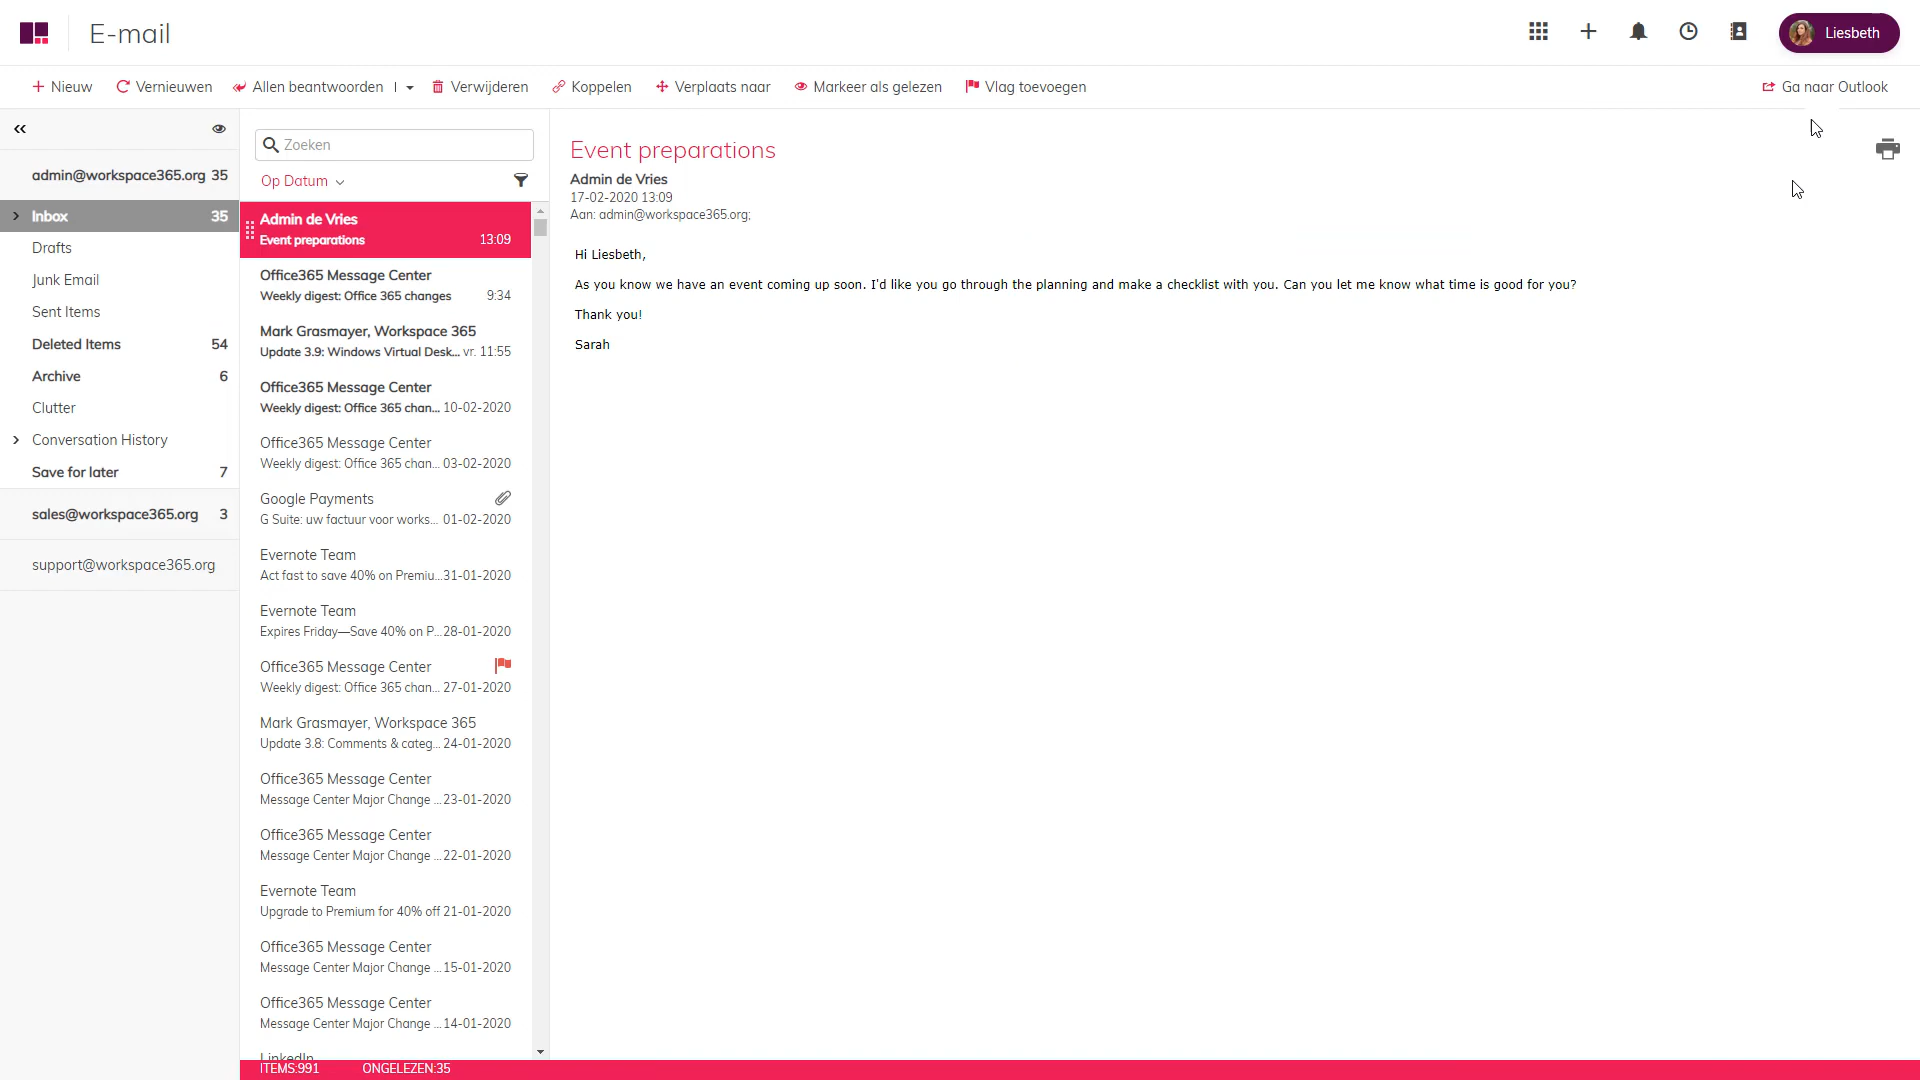 E-mail
Liesbeth
Nieuw
Vernieuwen
Allen beantwoorden
Verwijderen
Koppelen
Verplaats naar
Markeer als gelezen
Vlag toevoegen
Ga naar Outlook
admin@workspace365.org 35
Inbox 35
Drafts
Junk Email
Sent Items
Deleted Items 54
Archive 6
Clutter
Conversation History
Save for later 7
sales@workspace365.org 3
support@workspace365.org
Zoeken
Op Datum
Admin de Vries
Event preparations 13:09
Office365 Message Center
Weekly digest: Office 365 changes 9:34
Mark Grasmayer, Workspace 365
Update 3.9: Windows Virtual Desk... vr. 11:55
Office365 Message Center
Weekly digest: Office 365 chan... 10-02-2020
Office365 Message Center
Weekly digest: Office 365 chan... 03-02-2020
Google Payments
G Suite: uw factuur voor works... 01-02-2020
Evernote Team
Act fast to save 40% on Premiu... 31-01-2020
Evernote Team
Expires Friday—Save 40% on P... 28-01-2020
Office365 Message Center
Weekly digest: Office 365 chan... 27-01-2020
Mark Grasmayer, Workspace 365
Update 3.8: Comments & categ... 24-01-2020
Office365 Message Center
Message Center Major Change ... 23-01-2020
Office365 Message Center
Message Center Major Change ... 22-01-2020
Evernote Team
Upgrade to Premium for 40% off 21-01-2020
Office365 Message Center
Message Center Major Change ... 15-01-2020
Office365 Message Center
Message Center Major Change ... 14-01-2020
LinkedIn
ITEMS:991 ONGELEZEN:35
Event preparations
Admin de Vries
17-02-2020 13:09
Aan: admin@workspace365.org;
Hi Liesbeth,
As you know we have an event coming up soon. I'd like you go through the planning and make a checklist with you. Can you let me know what time is good for you?
Thank you!
Sarah